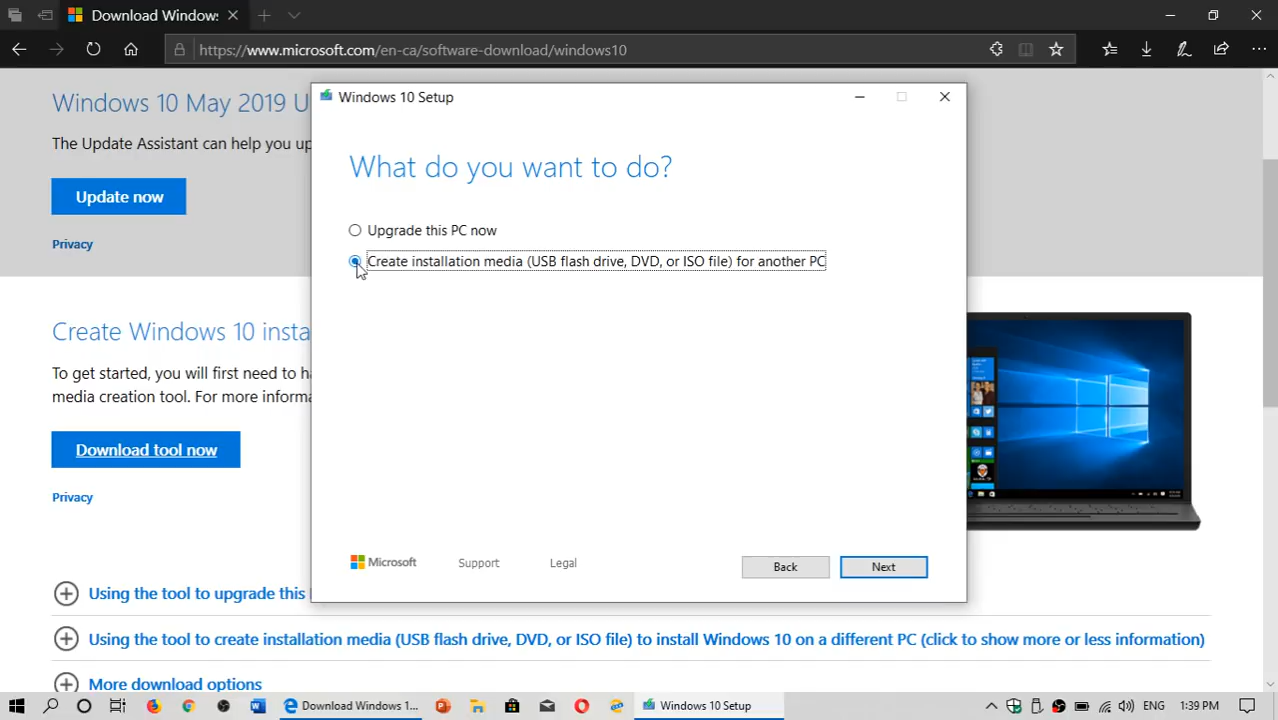 Download Windows
https://www.microsoft.com/en-ca/software-download/windows10
Windows 10 May 2019 U
The Update Assistant can help you up
Update now
Privacy
Windows 10 Setup
What do you want to do?
Upgrade this PC now
Create installation media (USB flash drive, DVD, or ISO file) for another PC
Microsoft
Support
Legal
Back
Next
Create Windows 10 insta
To get started, you will first need to ha
media creation tool. For more informa
Download tool now
Privacy
Using the tool to upgrade this
Using the tool to create installation media (USB flash drive, DVD, or ISO file) to install Windows 10 on a different PC (click to show more or less information)
More download options
Download Windows 1...
Windows 10 Setup
ENG
1:39 PM